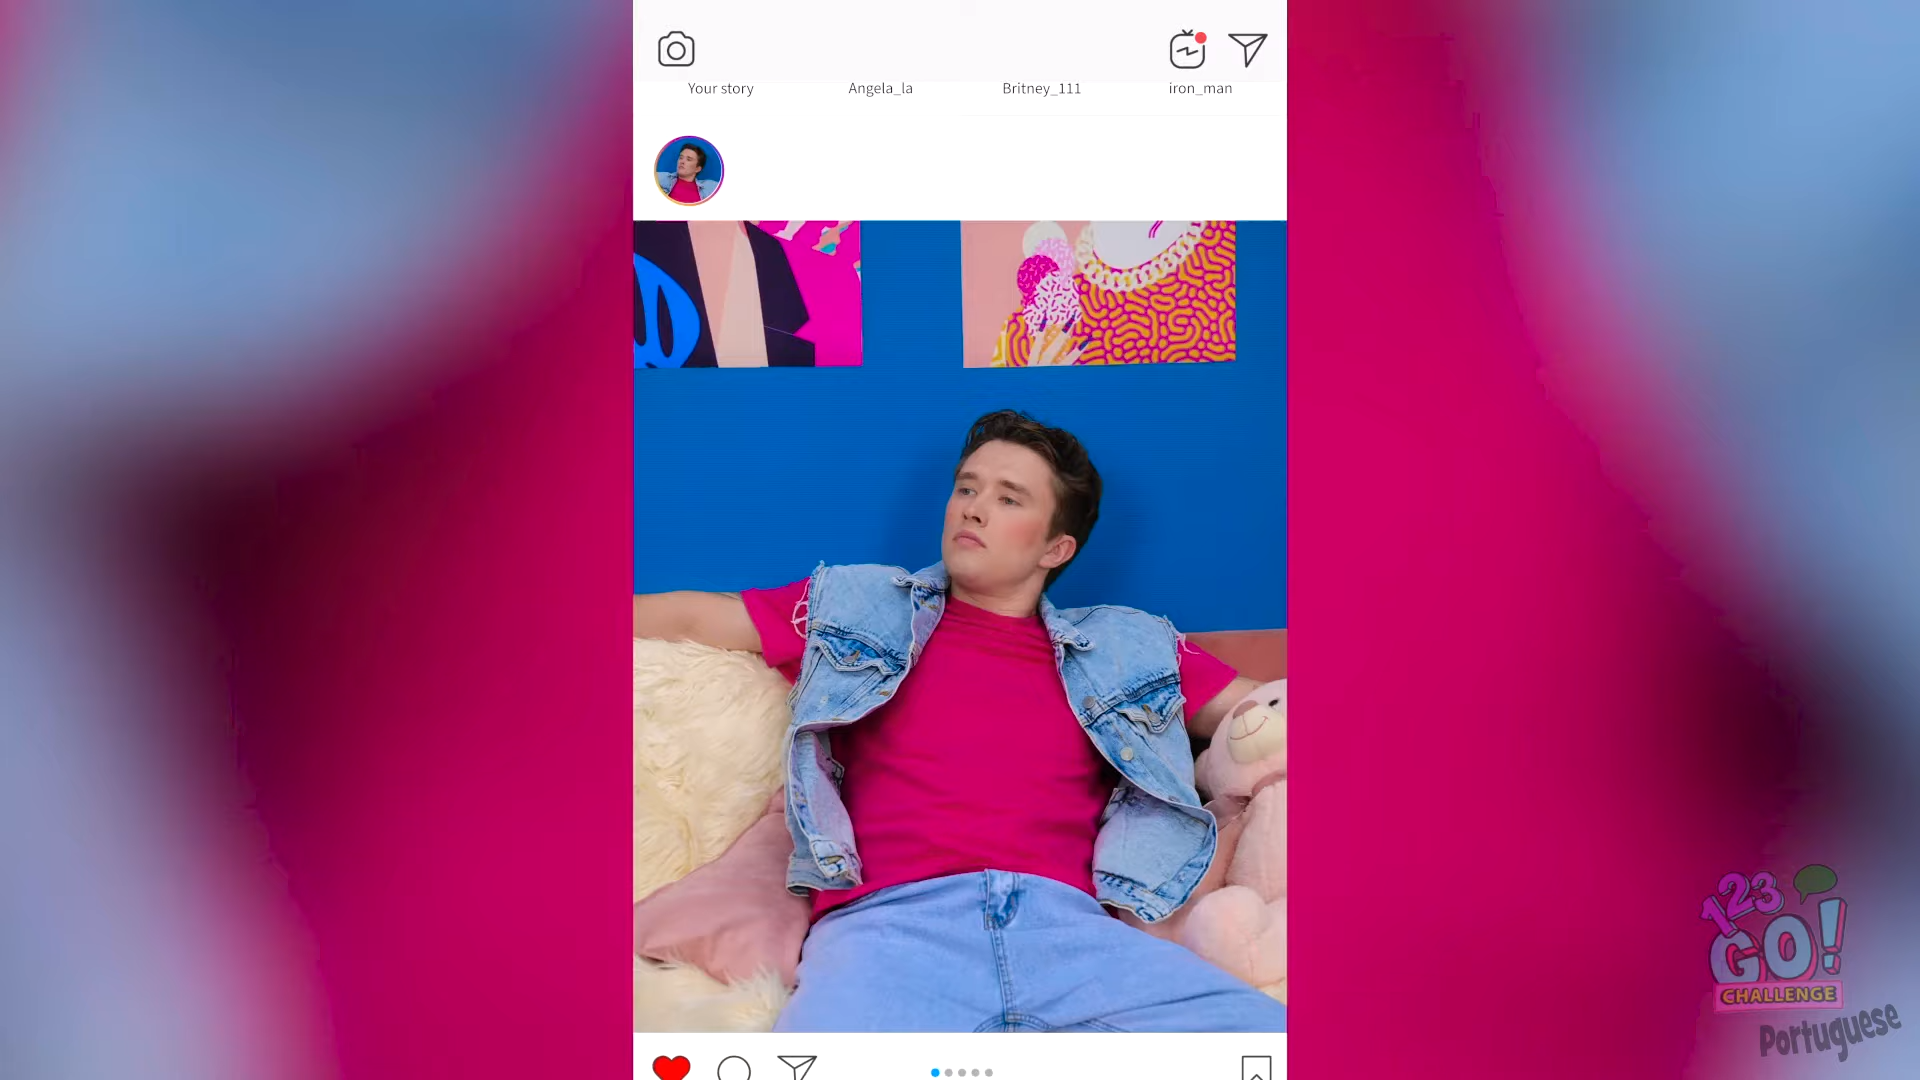 Your story
Angela_la
Britney_111
iron_man
123
GO!
CHALLENGE
Portuguese